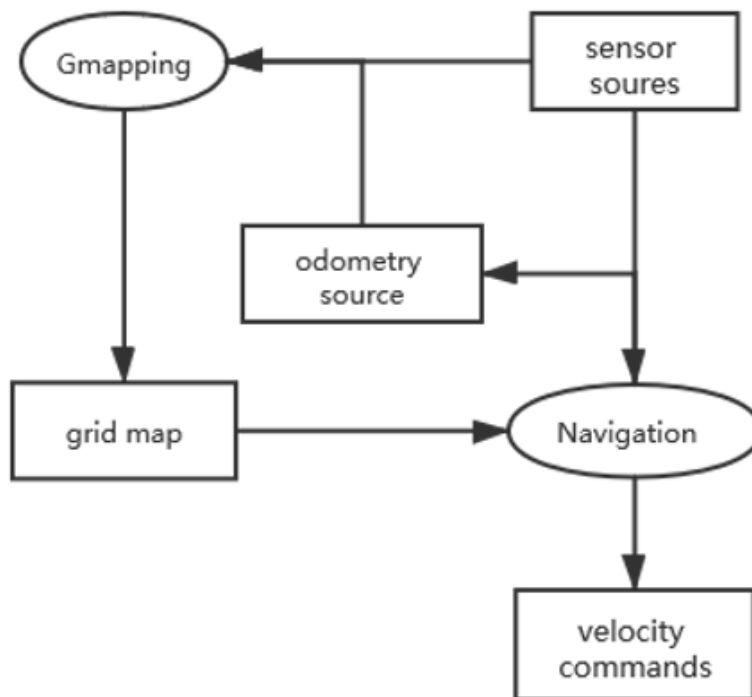 Gmapping
sensor
soures
odometry
source
grid map
Navigation
velocity
commands